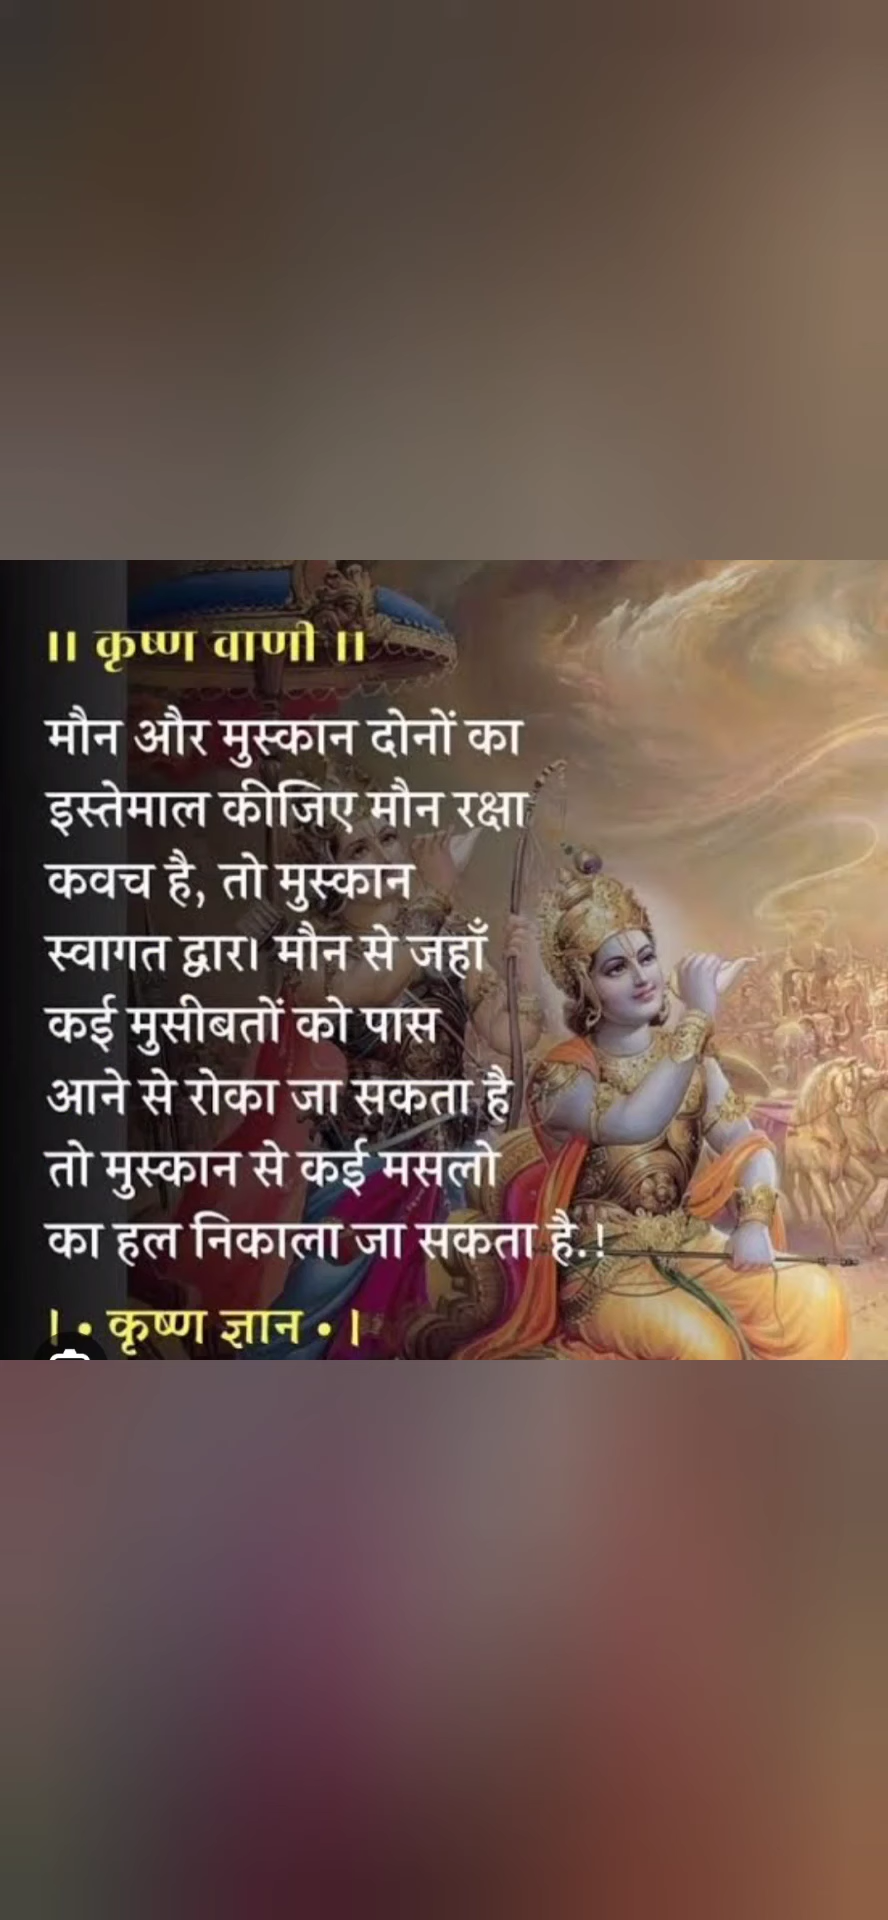 ।। कृष्ण वाणी ।।
मौन और मुस्कान दोनों का
इस्तेमाल कीजिए मौन रक्षा
कवच है, तो मुस्कान
स्वागत द्वार। मौन से जहाँ
कई मुसीबतों को पास
आने से रोका जा सकता है
तो मुस्कान से कई मसलो
का हल निकाला जा सकता है.!
। • कृष्ण ज्ञान • ।